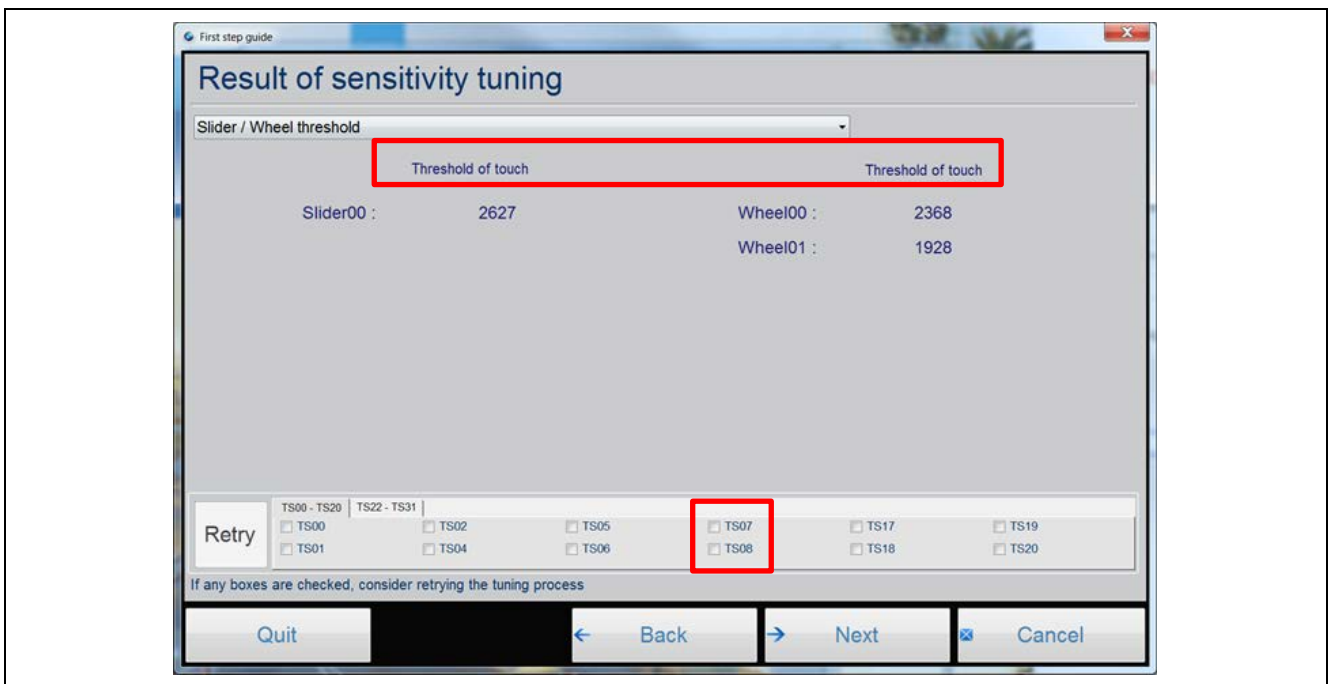 First step guide
Result of sensitivity tuning
Slider / Wheel threshold
Threshold of touch Threshold of touch
Slider00 : 2627 Wheel00 : 2368
Wheel01 : 1928
TS00 - TS20 TS22 - TS31
Retry
TS00 TS02 TS05 TS07 TS17 TS19
TS01 TS04 TS06 TS08 TS18 TS20
If any boxes are checked, consider retrying the tuning process
Quit Back Next Cancel